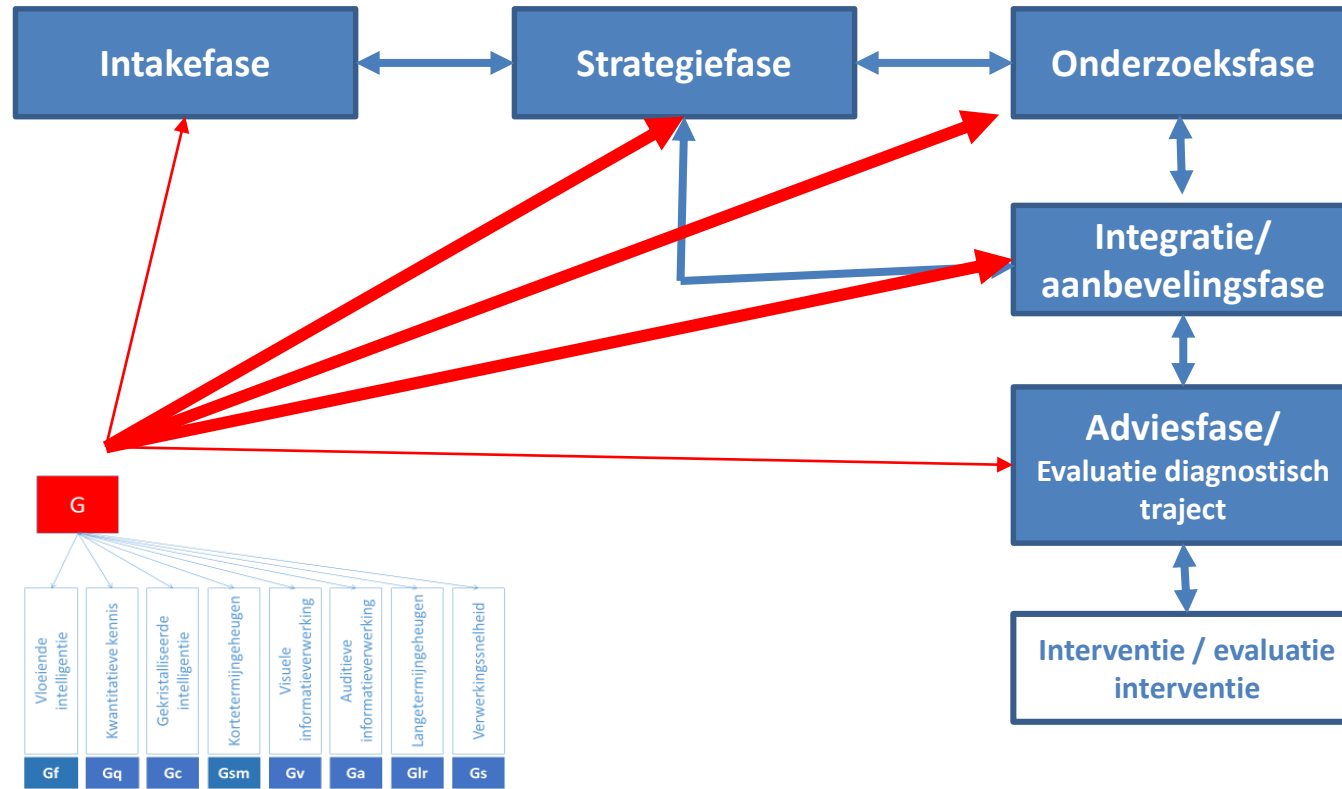 Intakefase
Strategiefase
Onderzoeksfase
Integratie/
aanbevelingsfase
Adviesfase/
Evaluatie diagnostisch
traject
Interventie / evaluatie
interventie
G
Vloeiende
intelligentie
Kwantitatieve kennis
Gekristalliseerde
intelligentie
Kortetermijngeheugen
Visuele
informatieverwerking
Auditieve
informatieverwerking
Langetermijngeheugen
Verwerkingssnelheid
Gf
Gq
Gc
Gsm
Gv
Ga
Glr
Gs